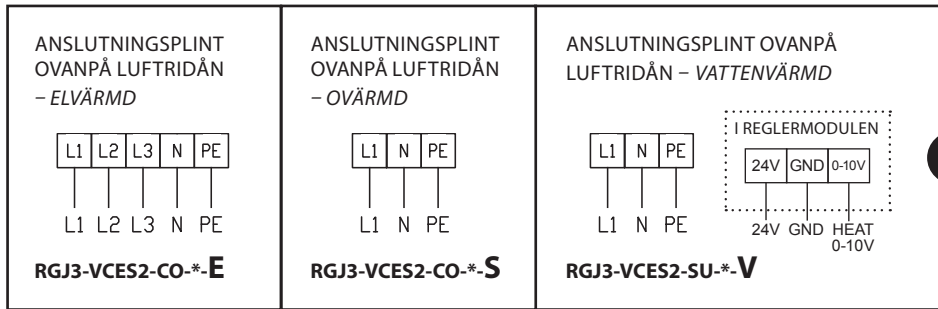 ANSLUTNINGSPLINT
OVANPÅ LUFTRIDÅN
– ELVÄRMD
L1 L2 L3 N PE
L1 L2 L3 N PE
RGJ3-VCES2-CO-*-E
ANSLUTNINGSPLINT
OVANPÅ LUFTRIDÅN
– OVÄRMD
L1 N PE
L1 N PE
RGJ3-VCES2-CO-*-S
ANSLUTNINGSPLINT OVANPÅ
LUFTRIDÅN – VATTENVÄRMD
L1 N PE
L1 N PE
I REGLERMODULEN
24V GND 0-10V
24V GND HEAT
0-10V
RGJ3-VCES2-SU-*-V